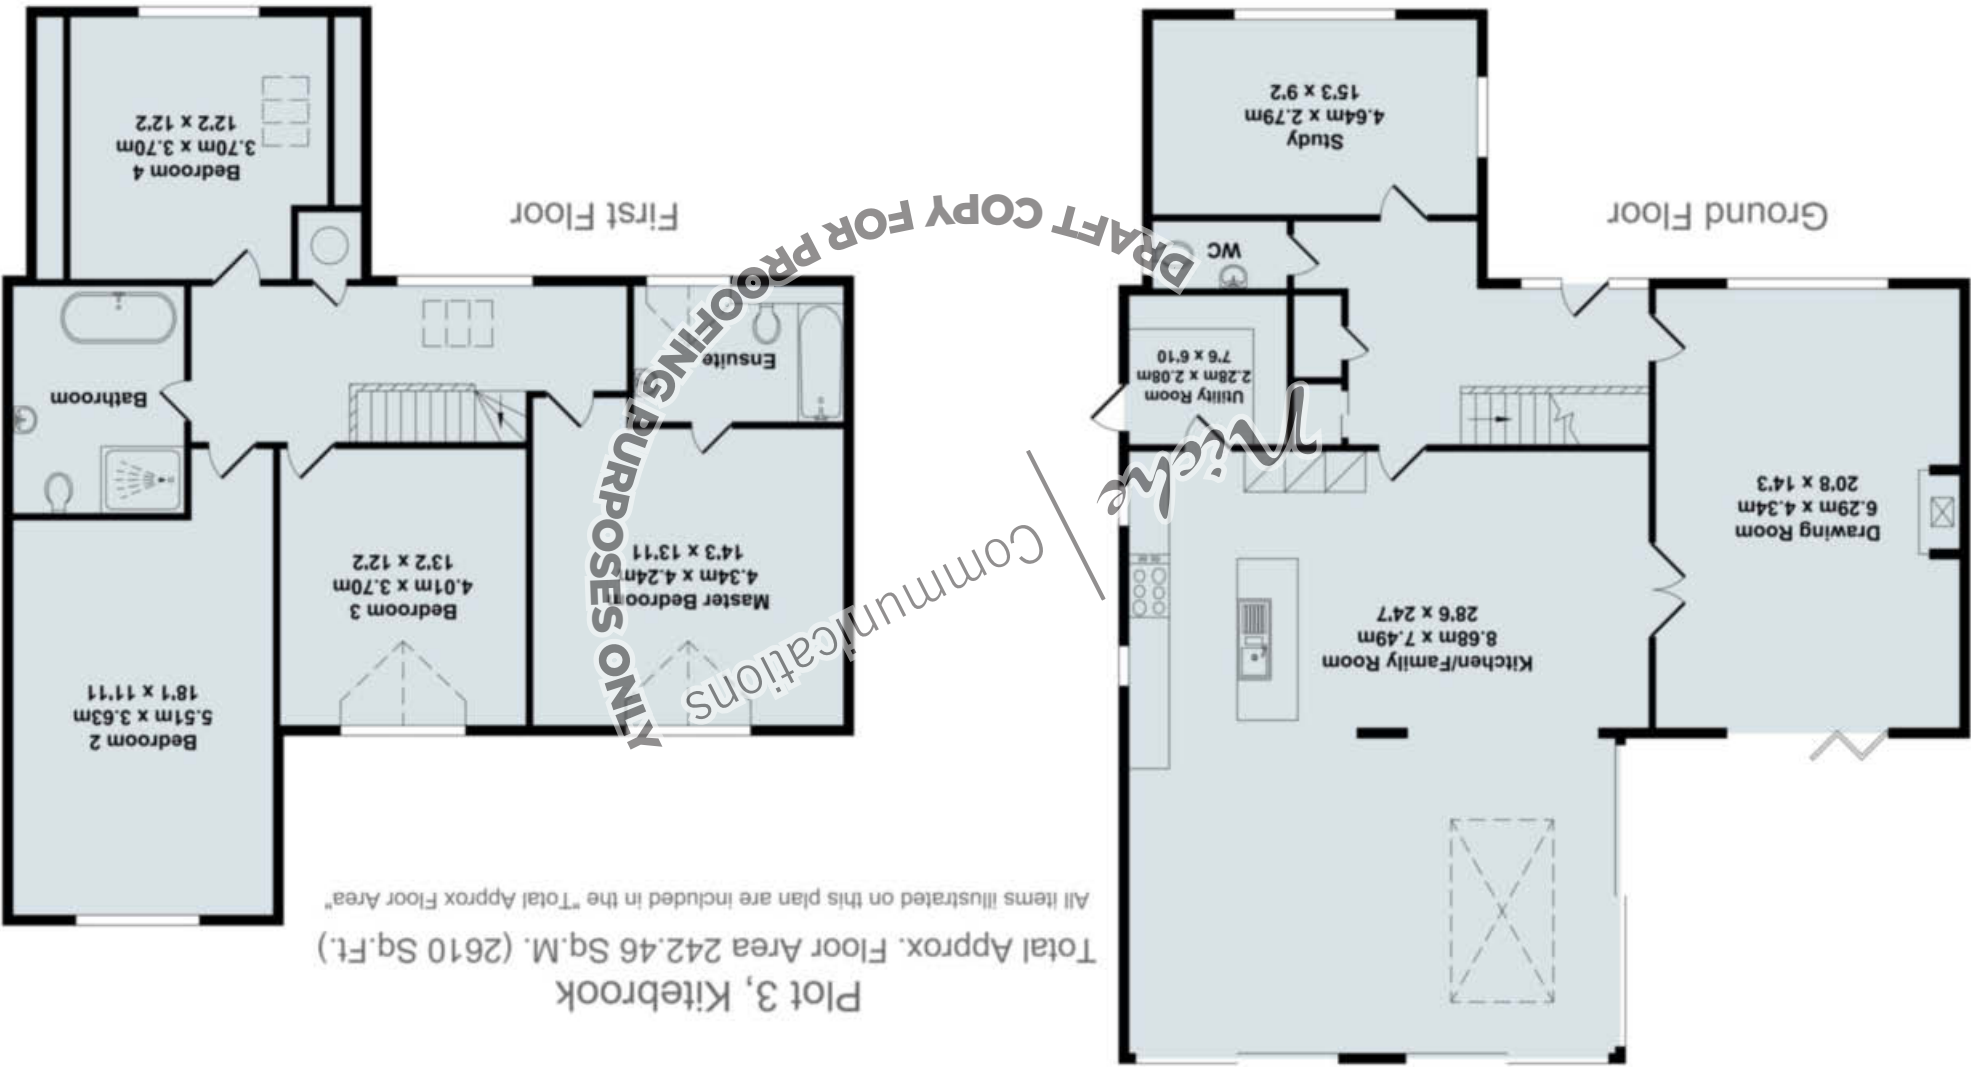 Plot 3, Kitebrook
Total Approx. Floor Area 242.46 Sq.M. (2610 Sq.Ft.)
All items illustrated on this plan are included in the "Total Approx Floor Area"
Drawing Room
6.29m x 4.34m
20'8 x 14'3
Kitchen/Family Room
8.68m x 7.49m
28'6 x 24'7
Utility Room
2.28m x 2.08m
7'6 x 6'10
WC
Study
4.64m x 2.79m
15'3 x 9'2
Ground Floor
Master Bedroom
4.34m x 4.24m
14'3 x 13'11
Bedroom 2
5.51m x 3.63m
18'1 x 11'11
Bedroom 3
4.01m x 3.70m
13'2 x 12'2
Bathroom
Ensuite
Bedroom 4
3.70m x 3.70m
12'2 x 12'2
First Floor
DRAFT COPY FOR PROOFING PURPOSES ONLY
Niche
Communications